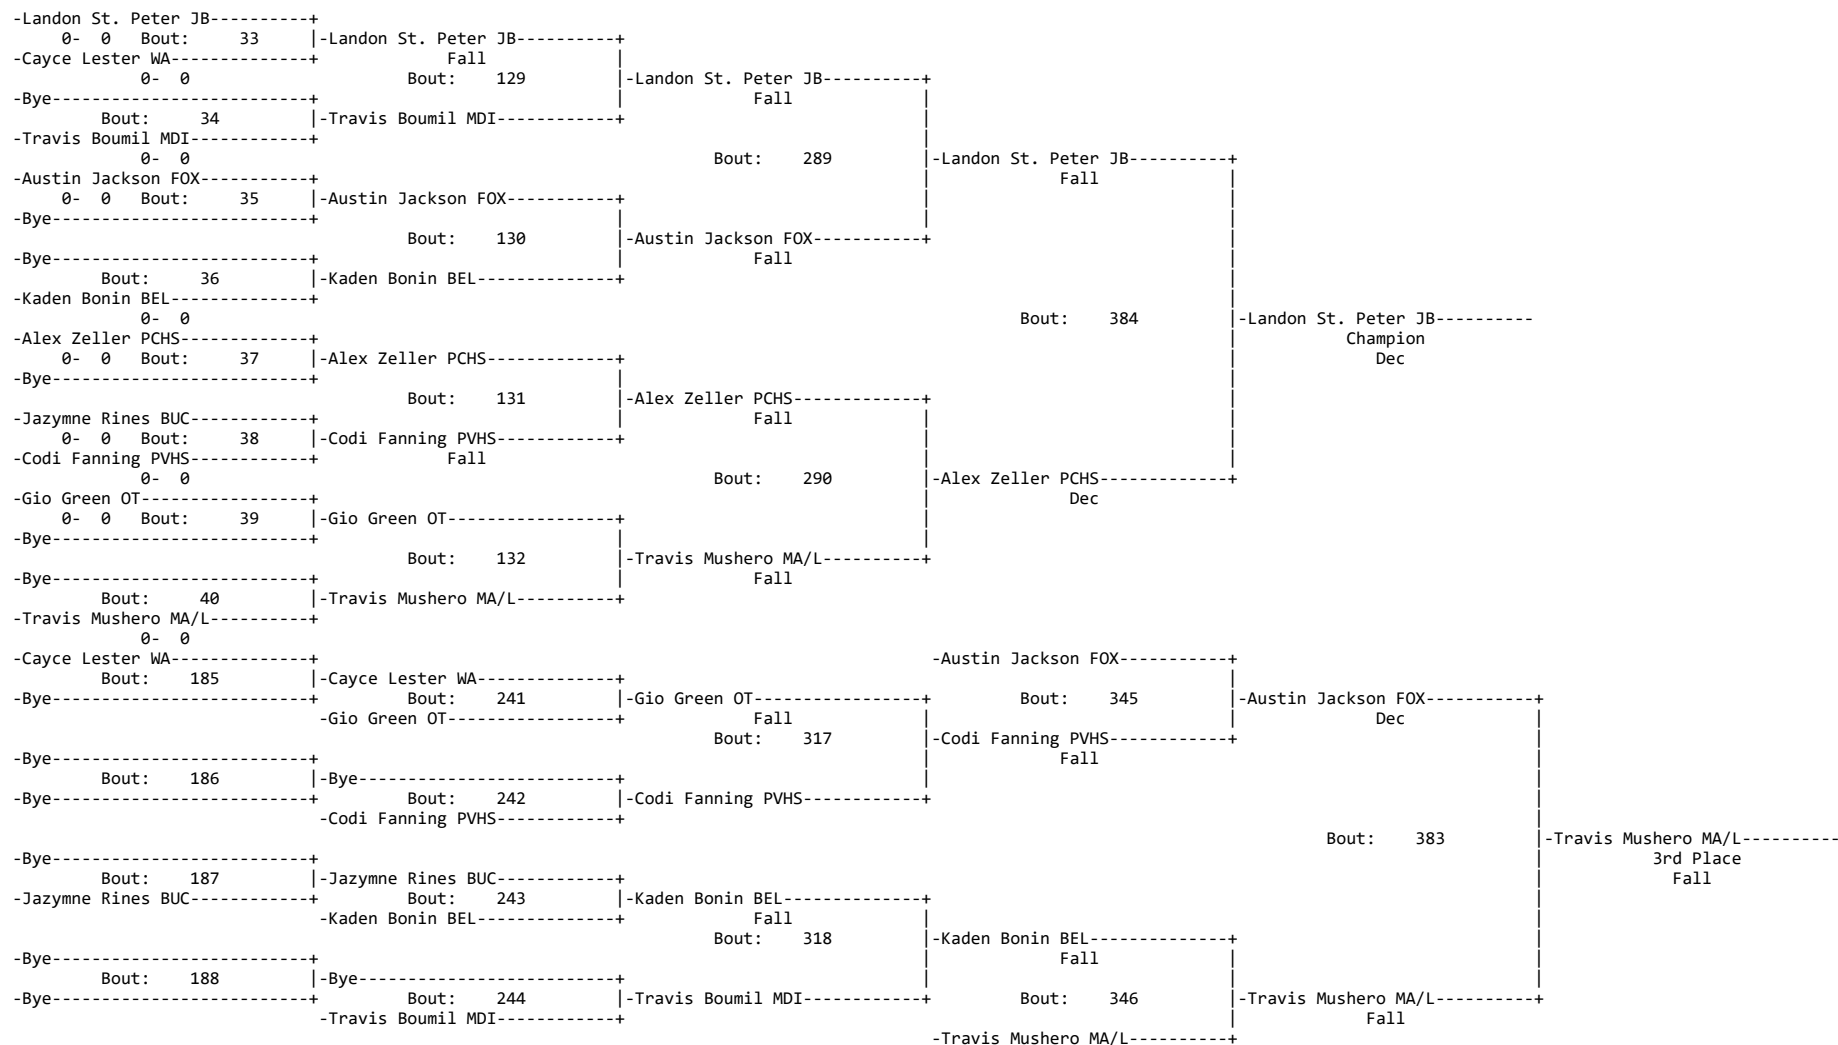 -Landon St. Peter JB----------+
0-  0   Bout:      33      |-Landon St. Peter JB----------+
-Cayce Lester WA--------------+             Fall             |
0-  0                      Bout:    129         |-Landon St. Peter JB----------+
-Bye--------------------------+                              |             Fall             |
Bout:      34         |-Travis Boumil MDI------------+                              |
-Travis Boumil MDI------------+                                                             |
0-  0                                                     Bout:    289         |-Landon St. Peter JB----------+
-Austin Jackson FOX-----------+                                                             |             Fall             |
0-  0   Bout:      35      |-Austin Jackson FOX-----------+                              |                              |
-Bye--------------------------+                              |                              |                              |
Bout:    130         |-Austin Jackson FOX-----------+                              |
-Bye--------------------------+                              |             Fall                                            |
Bout:      36         |-Kaden Bonin BEL--------------+                                                             |
-Kaden Bonin BEL--------------+                                                                                            |
0-  0                                                                                    Bout:    384         |-Landon St. Peter JB----------
-Alex Zeller PCHS-------------+                                                                                            |           Champion
0-  0   Bout:      37      |-Alex Zeller PCHS-------------+                                                             |              Dec
-Bye--------------------------+                              |                                                             |
Bout:    131         |-Alex Zeller PCHS-------------+                              |
-Jazymne Rines BUC------------+                              |             Fall             |                              |
0-  0   Bout:      38      |-Codi Fanning PVHS------------+                              |                              |
-Codi Fanning PVHS------------+             Fall                                            |                              |
0-  0                                                     Bout:    290         |-Alex Zeller PCHS-------------+
-Gio Green OT-----------------+                                                             |              Dec
0-  0   Bout:      39      |-Gio Green OT-----------------+                              |
-Bye--------------------------+                              |                              |
Bout:    132         |-Travis Mushero MA/L----------+
-Bye--------------------------+                              |             Fall
Bout:      40         |-Travis Mushero MA/L----------+
-Travis Mushero MA/L----------+
0-  0
-Cayce Lester WA--------------+                                                              -Austin Jackson FOX-----------+
Bout:    185         |-Cayce Lester WA--------------+                                                             |
-Bye--------------------------+         Bout:    241         |-Gio Green OT-----------------+         Bout:    345         |-Austin Jackson FOX-----------+
-Gio Green OT-----------------+             Fall             |                              |              Dec             |
Bout:    317         |-Codi Fanning PVHS------------+                              |
-Bye--------------------------+                                                             |             Fall                                            |
Bout:    186         |-Bye--------------------------+                              |                                                             |
-Bye--------------------------+         Bout:    242         |-Codi Fanning PVHS------------+                                                             |
-Codi Fanning PVHS------------+                                                                                            |
Bout:    383         |-Travis Mushero MA/L----------
-Bye--------------------------+                                                                                                                           |          3rd Place
Bout:    187         |-Jazymne Rines BUC------------+                                                                                            |            Fall
-Jazymne Rines BUC------------+         Bout:    243         |-Kaden Bonin BEL--------------+                                                             |
-Kaden Bonin BEL--------------+             Fall             |                                                             |
Bout:    318         |-Kaden Bonin BEL--------------+                              |
-Bye--------------------------+                                                             |             Fall             |                              |
Bout:    188         |-Bye--------------------------+                              |                              |                              |
-Bye--------------------------+         Bout:    244         |-Travis Boumil MDI------------+         Bout:    346         |-Travis Mushero MA/L----------+
-Travis Boumil MDI------------+                                                             |             Fall
-Travis Mushero MA/L----------+